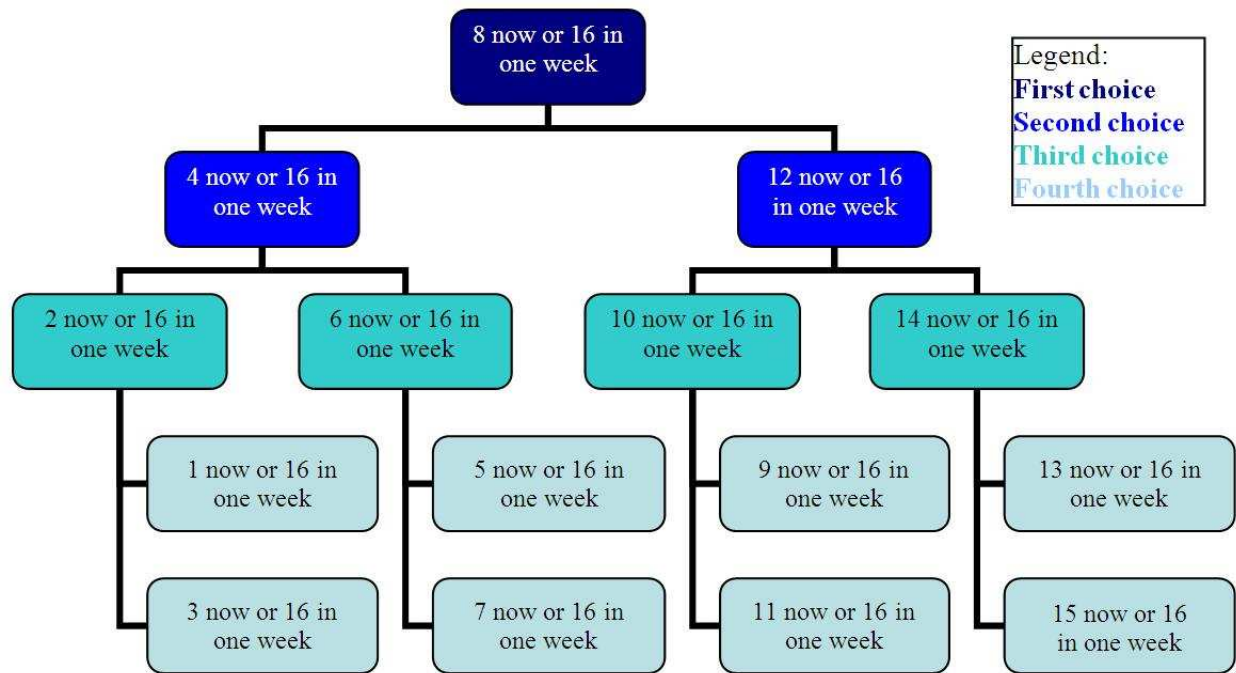 8 now or 16 in
one week
Legend:
First choice
Second choice
Third choice
Fourth choice
4 now or 16 in
one week
12 now or 16
in one week
2 now or 16 in
one week
6 now or 16 in
one week
10 now or 16 in
one week
14 now or 16 in
one week
1 now or 16 in
one week
5 now or 16 in
one week
9 now or 16 in
one week
13 now or 16 in
one week
3 now or 16 in
one week
7 now or 16 in
one week
11 now or 16 in
one week
15 now or 16
in one week